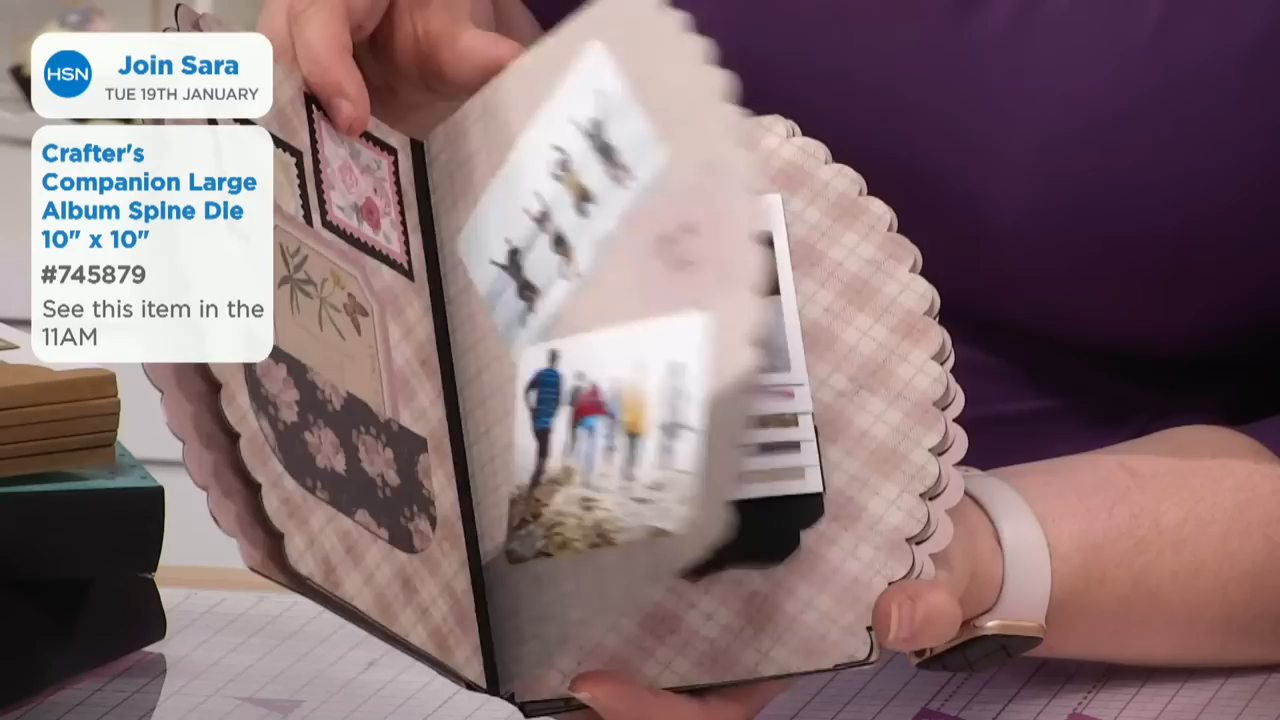 HSN
Join Sara
TUE 19TH JANUARY
Crafter's
Companion Large
Album Spine Die
10" x 10"
#745879
See this item in the
11AM